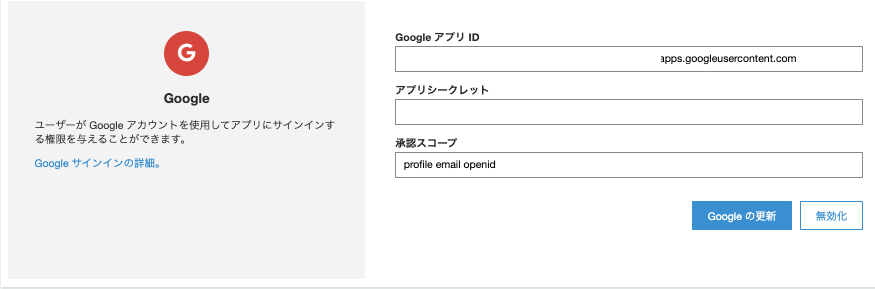 G
Google
ユーザーが Google アカウントを使用してアプリにサインインす
る権限を与えることができます。
Google サインインの詳細。
Google アプリ ID
apps.googleusercontent.com
アプリシークレット
承認スコープ
profile email openid
Google の更新
無効化